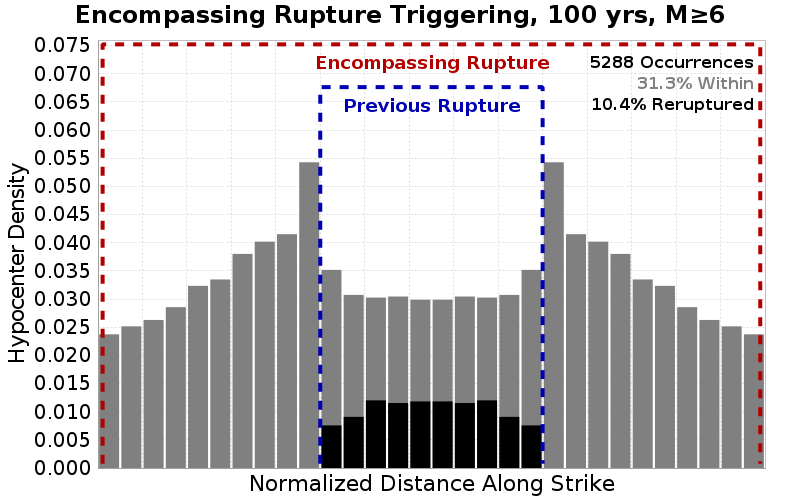 Encompassing Rupture Triggering, 100 yrs, M≥6
0.075
0.070
0.065
0.060
0.055
0.050
0.045
0.040
0.035
0.030
0.025
0.020
0.015
0.010
0.005
0.000
Hypocenter Density
Encompassing Rupture
Previous Rupture
5288 Occurrences
31.3% Within
10.4% Reruptured
Normalized Distance Along Strike